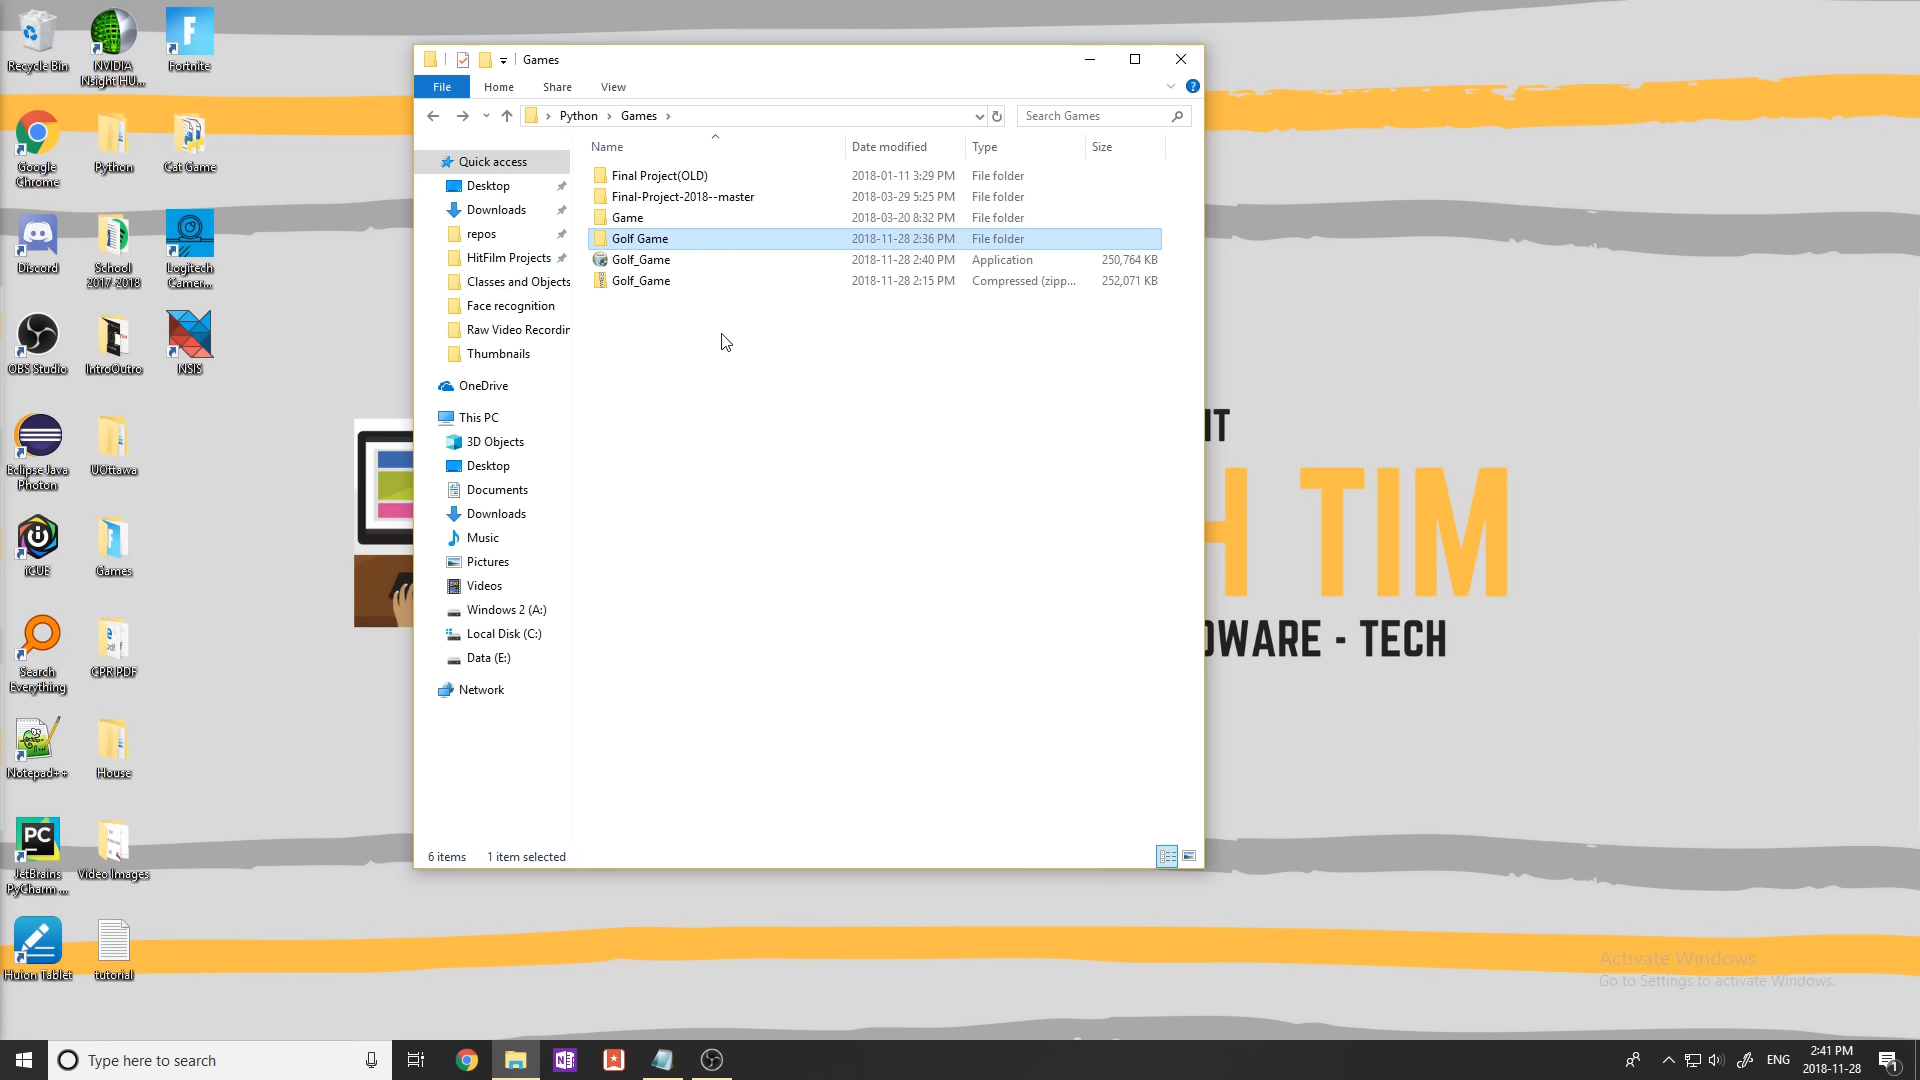 Recycle Bin
NVIDIA Nsight HU...
Fortnite
Google Chrome
Python
Cat Game
Discord
School 2017-2018
Logitech Camer...
OBS Studio
IntroOutro
NSIS
Eclipse Java Photon
UOttawa
iCUE
Games
Search Everything
CPR PDF
Notepad++
House
JetBrains PyCharm ...
Video Images
Huion Tablet
tutorial
Games
File Home Share View
Python Games
Search Games
Name Date modified Type Size
Final Project(OLD) 2018-01-11 3:29 PM File folder
Final-Project-2018--master 2018-03-29 5:25 PM File folder
Game 2018-03-20 8:32 PM File folder
Golf Game 2018-11-28 2:36 PM File folder
Golf_Game 2018-11-28 2:40 PM Application 250,764 KB
Golf_Game 2018-11-28 2:15 PM Compressed (zipp... 252,071 KB
Quick access
Desktop
Downloads
repos
HitFilm Projects
Classes and Objects
Face recognition
Raw Video Recordin
Thumbnails
OneDrive
This PC
3D Objects
Desktop
Documents
Downloads
Music
Pictures
Videos
Windows 2 (A:)
Local Disk (C:)
Data (E:)
Network
6 items 1 item selected
IT
H TIM
DWARE - TECH
Activate Windows
Go to Settings to activate Windows.
Type here to search
ENG
2:41 PM
2018-11-28
1